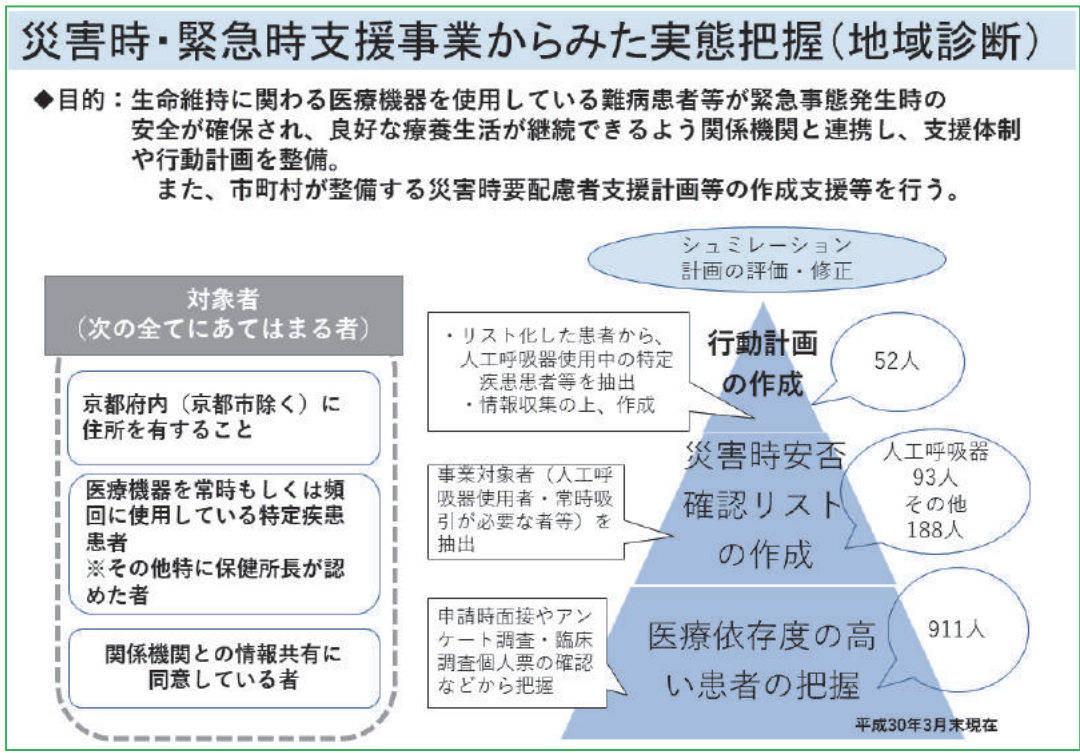 災害時・緊急時支援事業からみた実態把握（地域診断）
◆目的：生命維持に関わる医療機器を使用している難病患者等が緊急事態発生時の
安全が確保され、良好な療養生活が継続できるよう関係機関と連携し、支援体制
や行動計画を整備。
また、市町村が整備する災害時要配慮者支援計画等の作成支援等を行う。
対象者
（次の全てにあてはまる者）
京都府内（京都市除く）に
住所を有すること
医療機器を常時もしくは頻
回に使用している特定疾患
患者
※その他特に保健所長が認
めた者
関係機関との情報共有に
同意している者
シュミレーション
計画の評価・修正
・リスト化した患者から、
人工呼吸器使用中の特定
疾患患者等を抽出
・情報収集の上、作成
行動計画
の作成
52人
事業対象者（人工呼
吸器使用者・常時吸
引が必要な者等）を
抽出
災害時安否
確認リスト
の作成
人工呼吸器
93人
その他
188人
申請時面接やアン
ケート調査・臨床
調査個人票の確認
などから把握
医療依存度の高
い患者の把握
911人
平成30年3月末現在